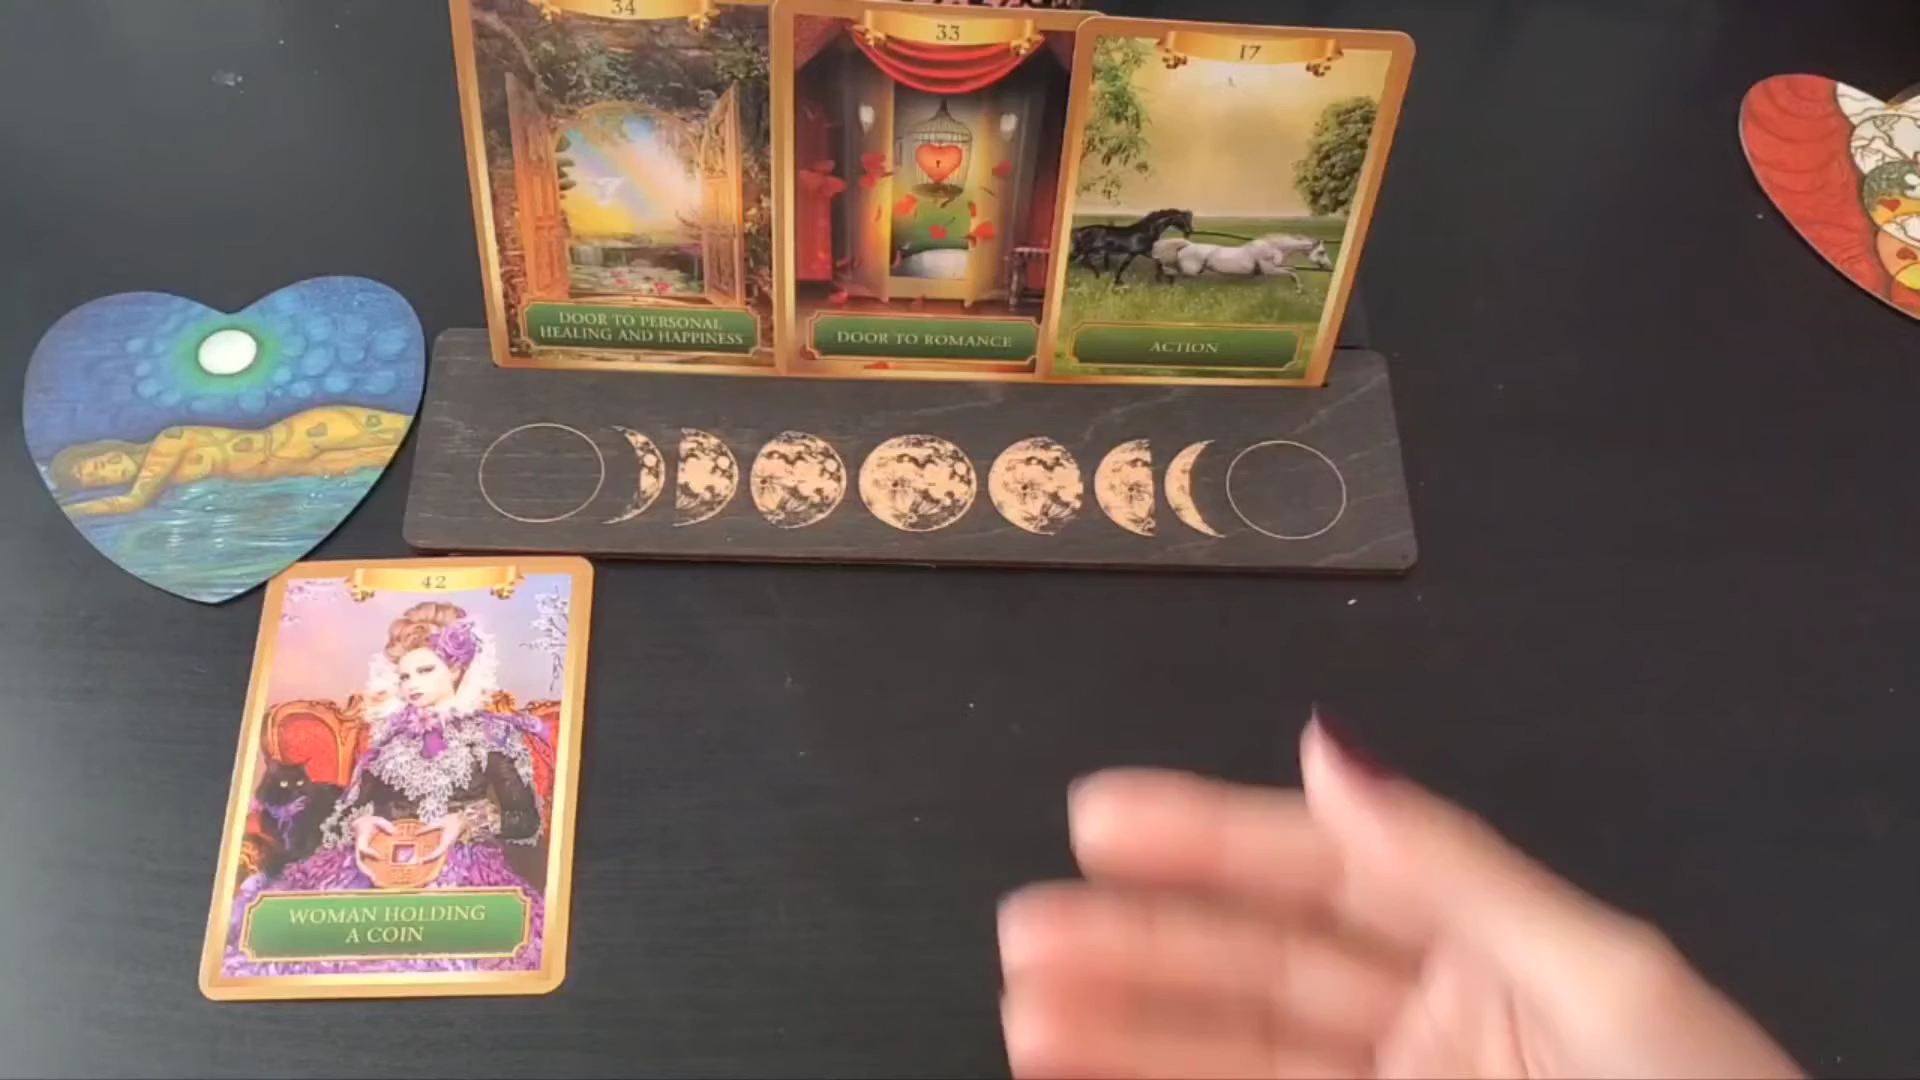 34
DOOR TO PERSONAL
HEALING AND HAPPINESS
33
DOOR TO ROMANCE
17
ACTION
42
WOMAN HOLDING
A COIN